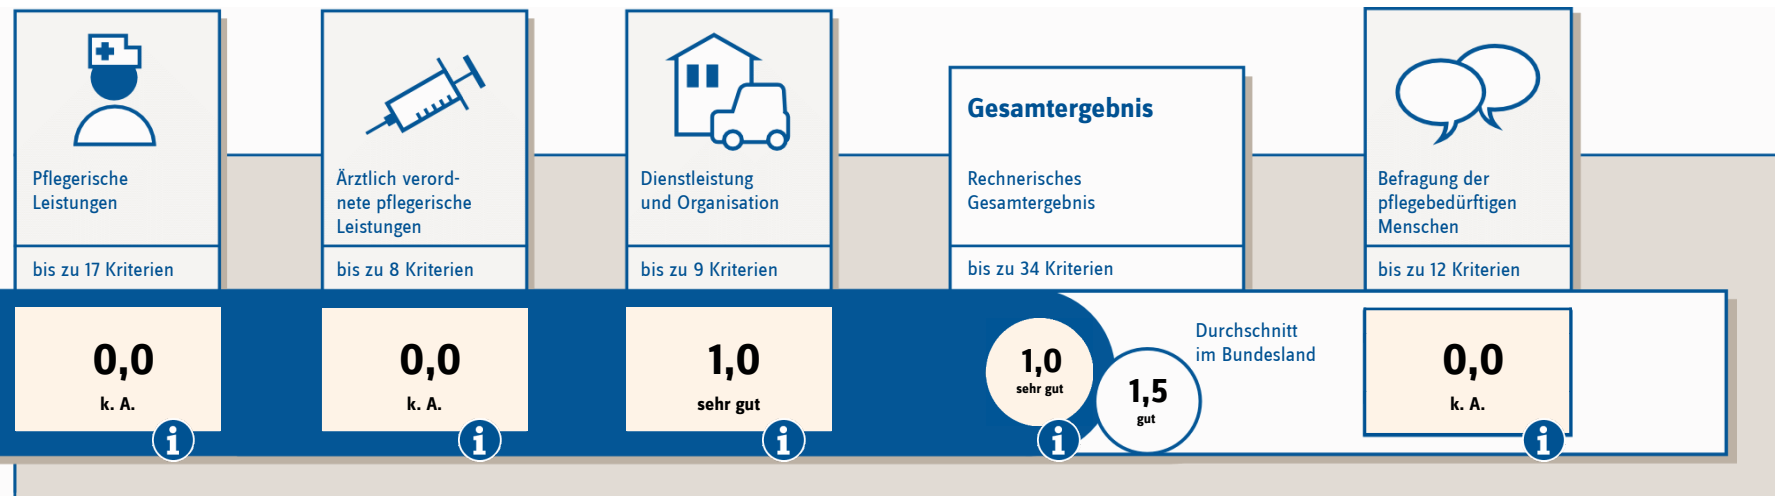 Pflegerische
Leistungen
bis zu 17 Kriterien
0,0
k. A.
Ärztlich verord-
nete pflegerische
Leistungen
bis zu 8 Kriterien
0,0
k. A.
Dienstleistung
und Organisation
bis zu 9 Kriterien
1,0
sehr gut
Gesamtergebnis
Rechnerisches
Gesamtergebnis
bis zu 34 Kriterien
1,0
sehr gut
1,5
gut
Durchschnitt
im Bundesland
Befragung der
pflegebedürftigen
Menschen
bis zu 12 Kriterien
0,0
k. A.